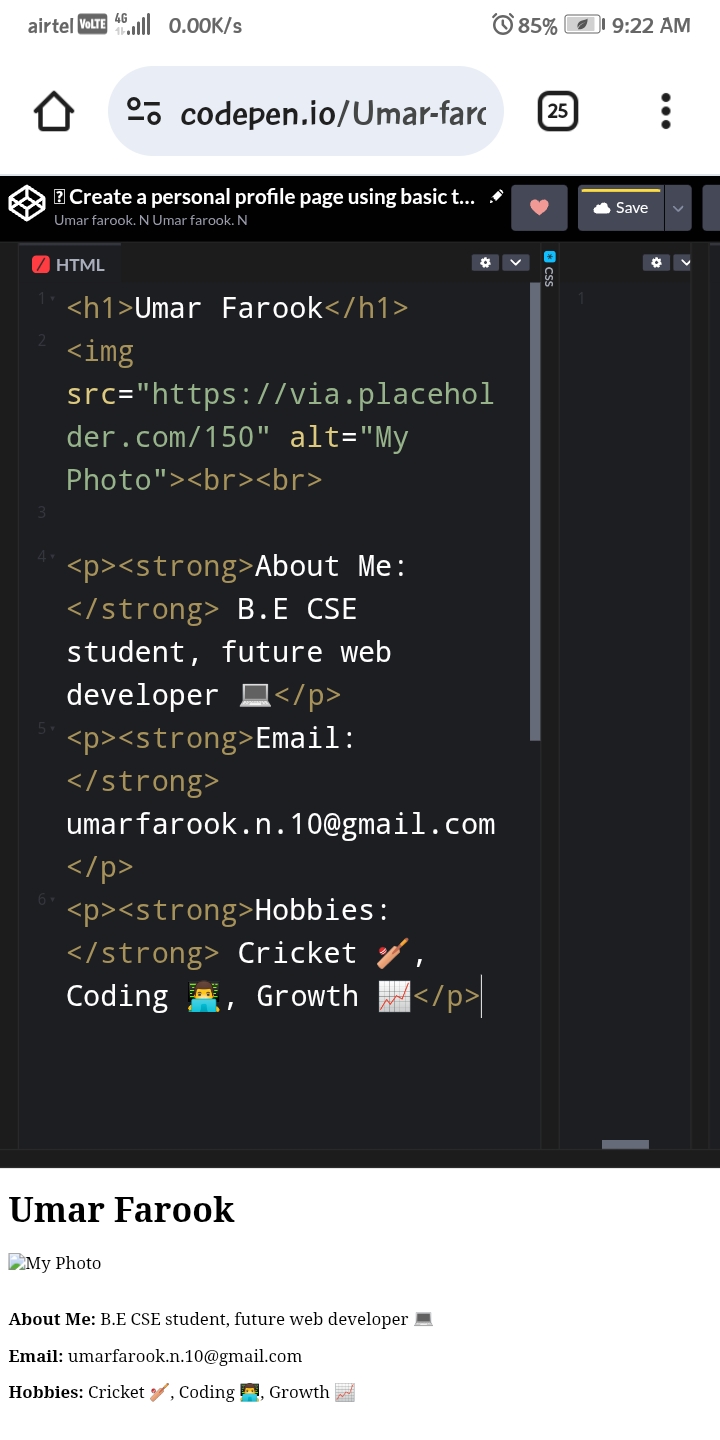 airtel VoLTE 4G 0.00K/s 85% 9:22 AM
codepen.io/Umar-farc 25
Create a personal profile page using basic t...
Umar farook. N Umar farook. N
Save
HTML
CSS
1 <h1>Umar Farook</h1>
2 <img
src="https://via.placehol
der.com/150" alt="My
Photo"><br><br>
3
4 <p><strong>About Me:
</strong> B.E CSE
student, future web
developer 💻</p>
5 <p><strong>Email:
</strong>
umarfarook.n.10@gmail.com
</p>
6 <p><strong>Hobbies:
</strong> Cricket 🏏,
Coding 👨‍💻, Growth 📈</p>
1
Umar Farook
My Photo
About Me: B.E CSE student, future web developer 💻
Email: umarfarook.n.10@gmail.com
Hobbies: Cricket 🏏, Coding 👨‍💻, Growth 📈